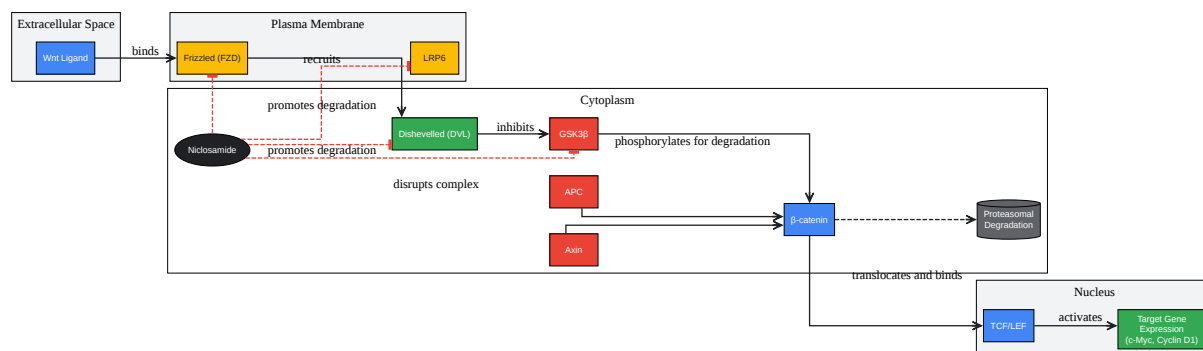 Extracellular Space
Plasma Membrane
Wnt Ligand
binds
Frizzled (FZD)
recruits
LRP6
Cytoplasm
promotes degradation
Dishevelled (DVL)
inhibits
GSK3β
phosphorylates for degradation
Niclosamide
promotes degradation
disrupts complex
APC
β-catenin
Proteasomal
Degradation
Axin
translocates and binds
Nucleus
TCF/LEF
activates
Target Gene
Expression
(c-Myc, Cyclin D1)